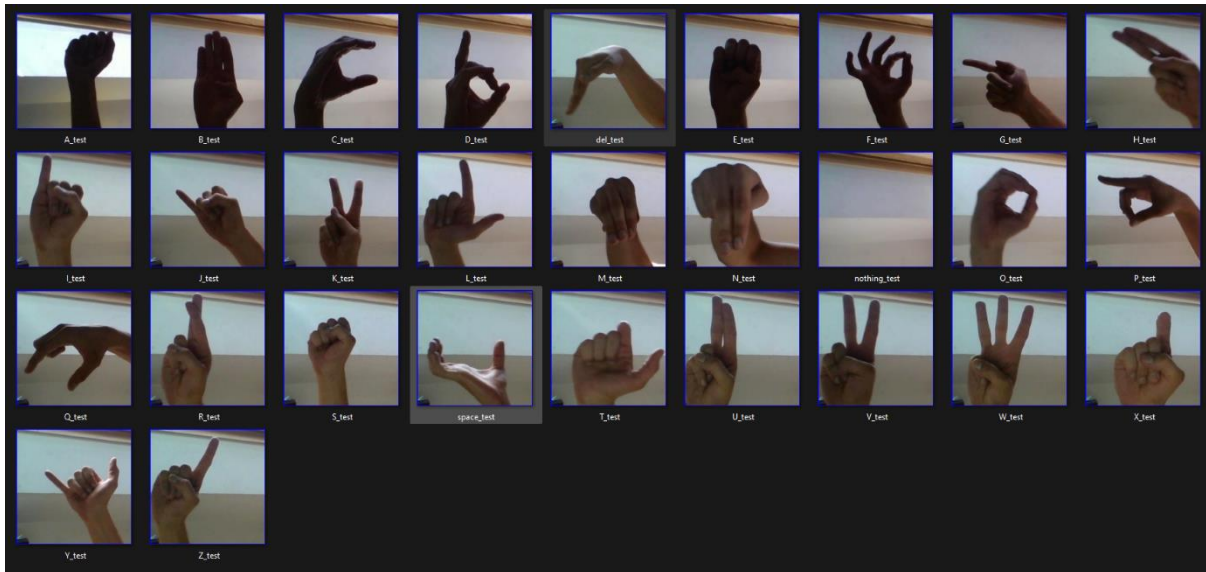 A_test B_test C_test D_test del_test E_test F_test G_test H_test
I_test J_test K_test L_test M_test N_test nothing_test O_test P_test
Q_test R_test S_test space_test T_test U_test V_test W_test X_test
Y_test Z_test